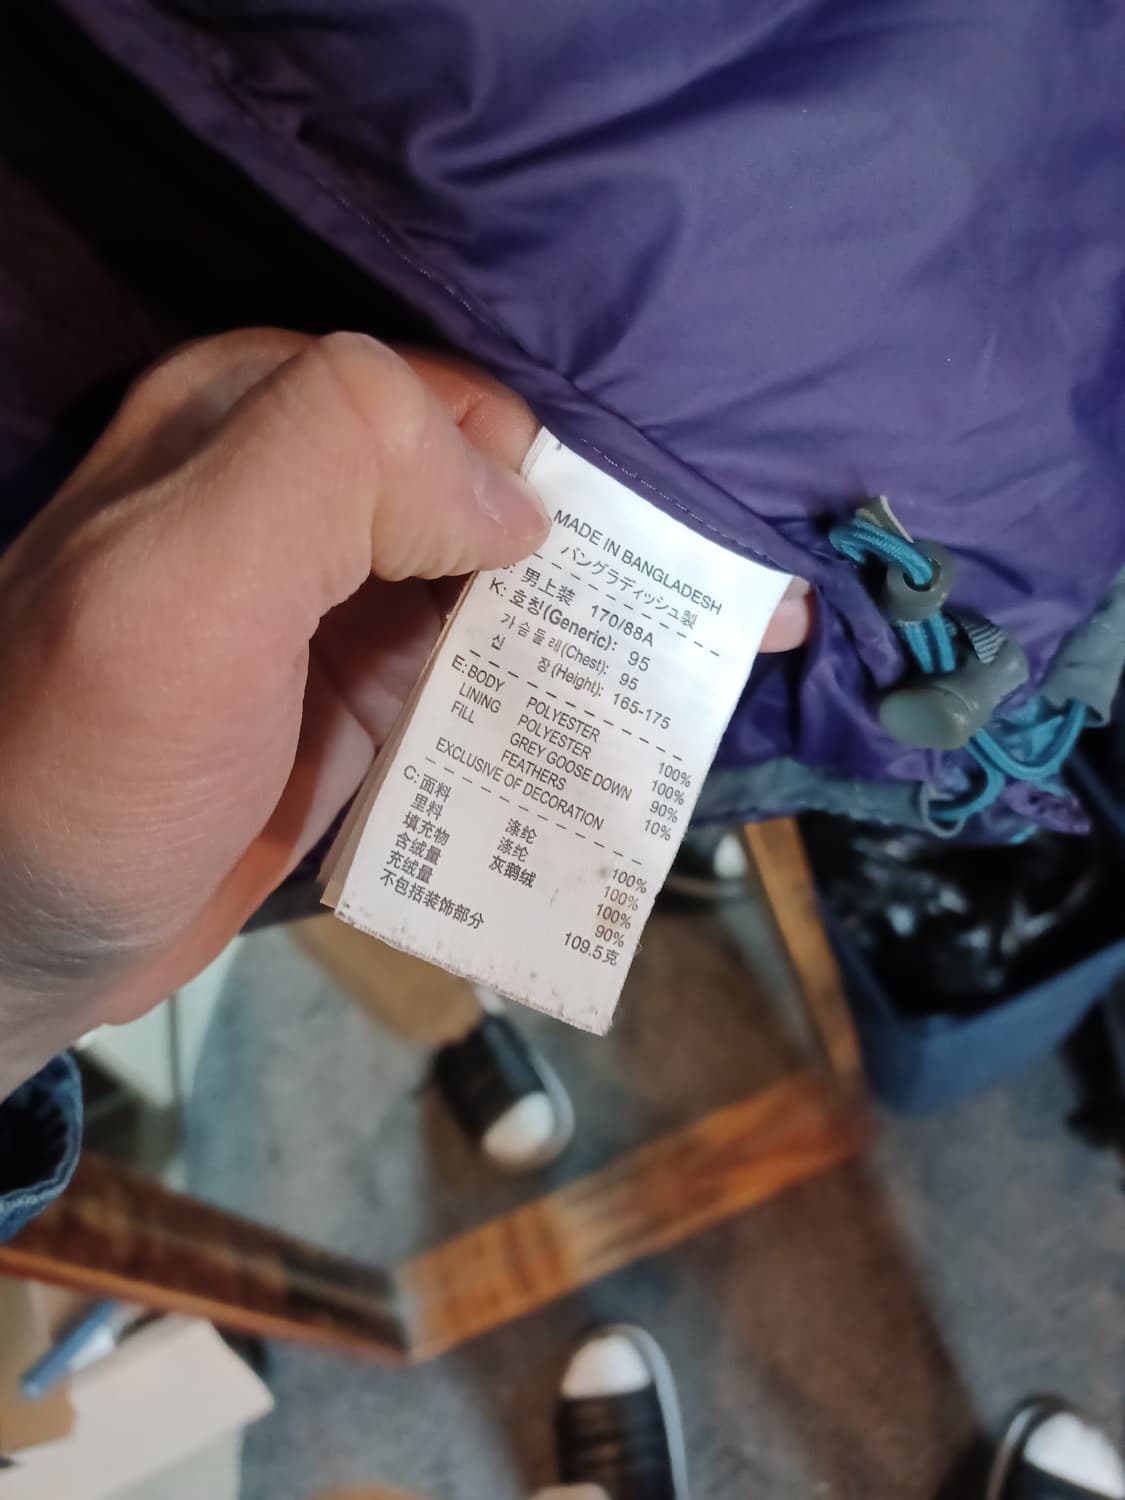 MADE IN BANGLADESH
バングラディッシュ製
男上装 170/88A
K: 호칭(Generic): 95
가슴둘레(Chest): 95
신 장(Height): 165-175
E: BODY POLYESTER 100%
LINING POLYESTER 100%
FILL GREY GOOSE DOWN 90%
FEATHERS 10%
EXCLUSIVE OF DECORATION
C: 面料 涤纶 100%
里料 涤纶 100%
填充物 灰鹅绒 100%
含绒量 90%
充绒量 109.5克
不包括装饰部分